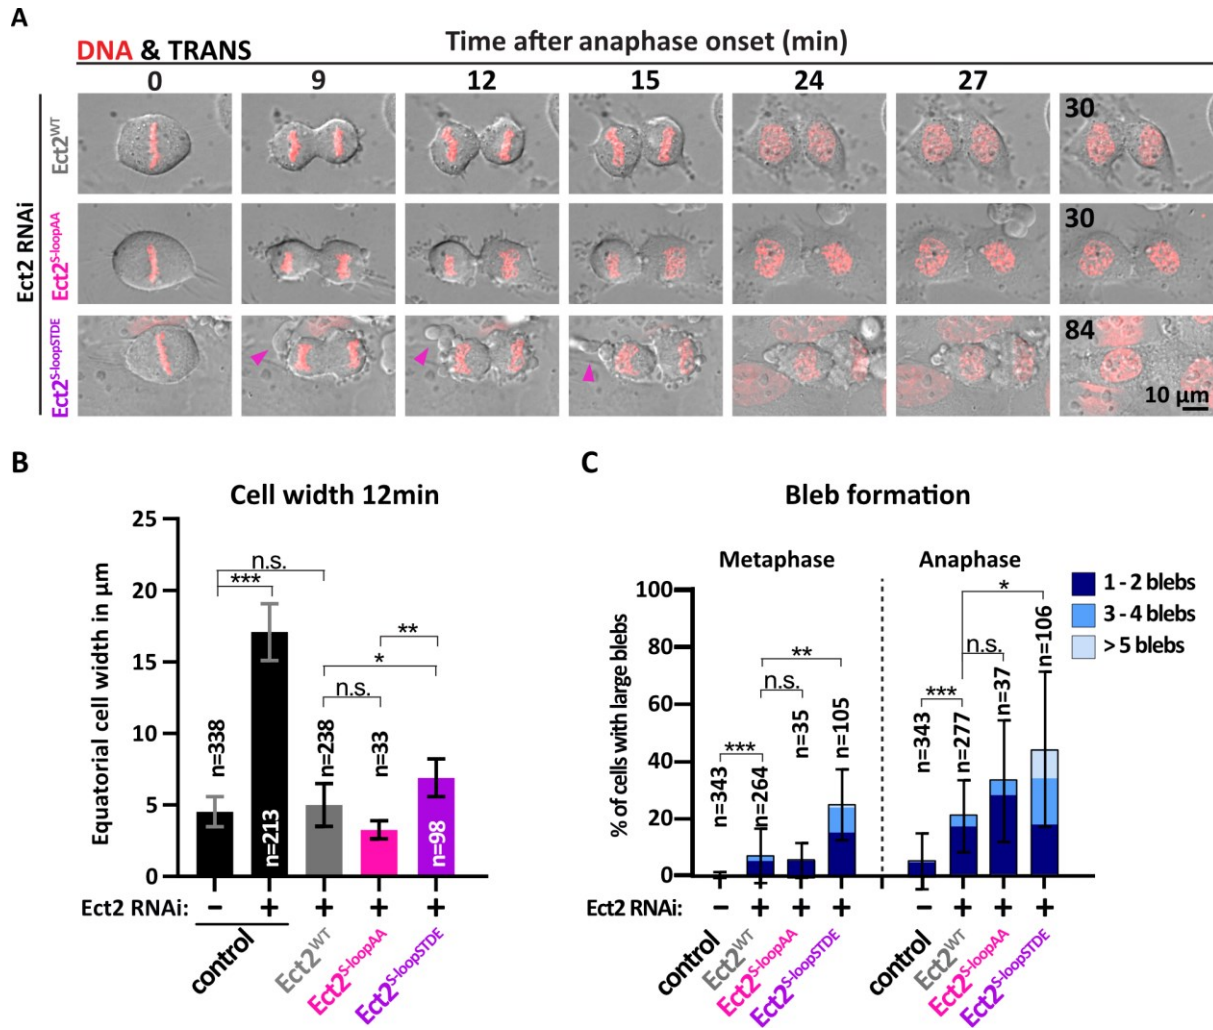 A
DNA & TRANS
Time after anaphase onset (min)
0 9 12 15 24 27
Ect2 RNAi
Ect2WT
30
Ect2S-loopAA
30
Ect2S-loopSTDE
84
10 µm
B
Cell width 12min
Equatorial cell width in µm
25
20
15
10
5
0
n.s.
***
**
*
n.s.
n=338
n=213
n=238
n=33
n=98
Ect2 RNAi: – + + + +
control
Ect2WT
Ect2S-loopAA
Ect2S-loopSTDE
C
Bleb formation
Metaphase
Anaphase
% of cells with large blebs
100
80
60
40
20
0
**
n.s.
***
n=343
n=264
n=35
n=105
*
n.s.
***
n=343
n=277
n=37
n=106
1 - 2 blebs
3 - 4 blebs
> 5 blebs
Ect2 RNAi: – + + + – + + +
control
Ect2WT
Ect2S-loopAA
Ect2S-loopSTDE
control
Ect2WT
Ect2S-loopAA
Ect2S-loopSTDE